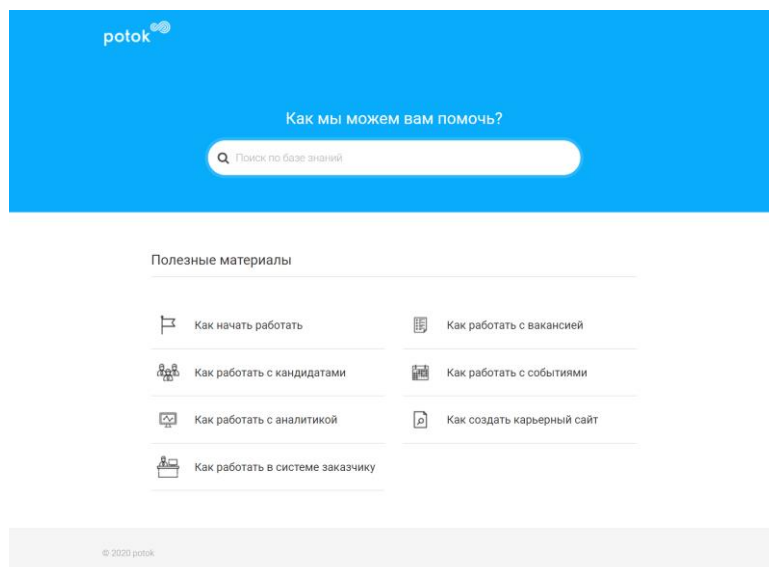 potok
Как мы можем вам помочь?
Поиск по базе знаний
Полезные материалы
Как начать работать
Как работать с вакансией
Как работать с кандидатами
Как работать с событиями
Как работать с аналитикой
Как создать карьерный сайт
Как работать в системе заказчику
© 2020 potok